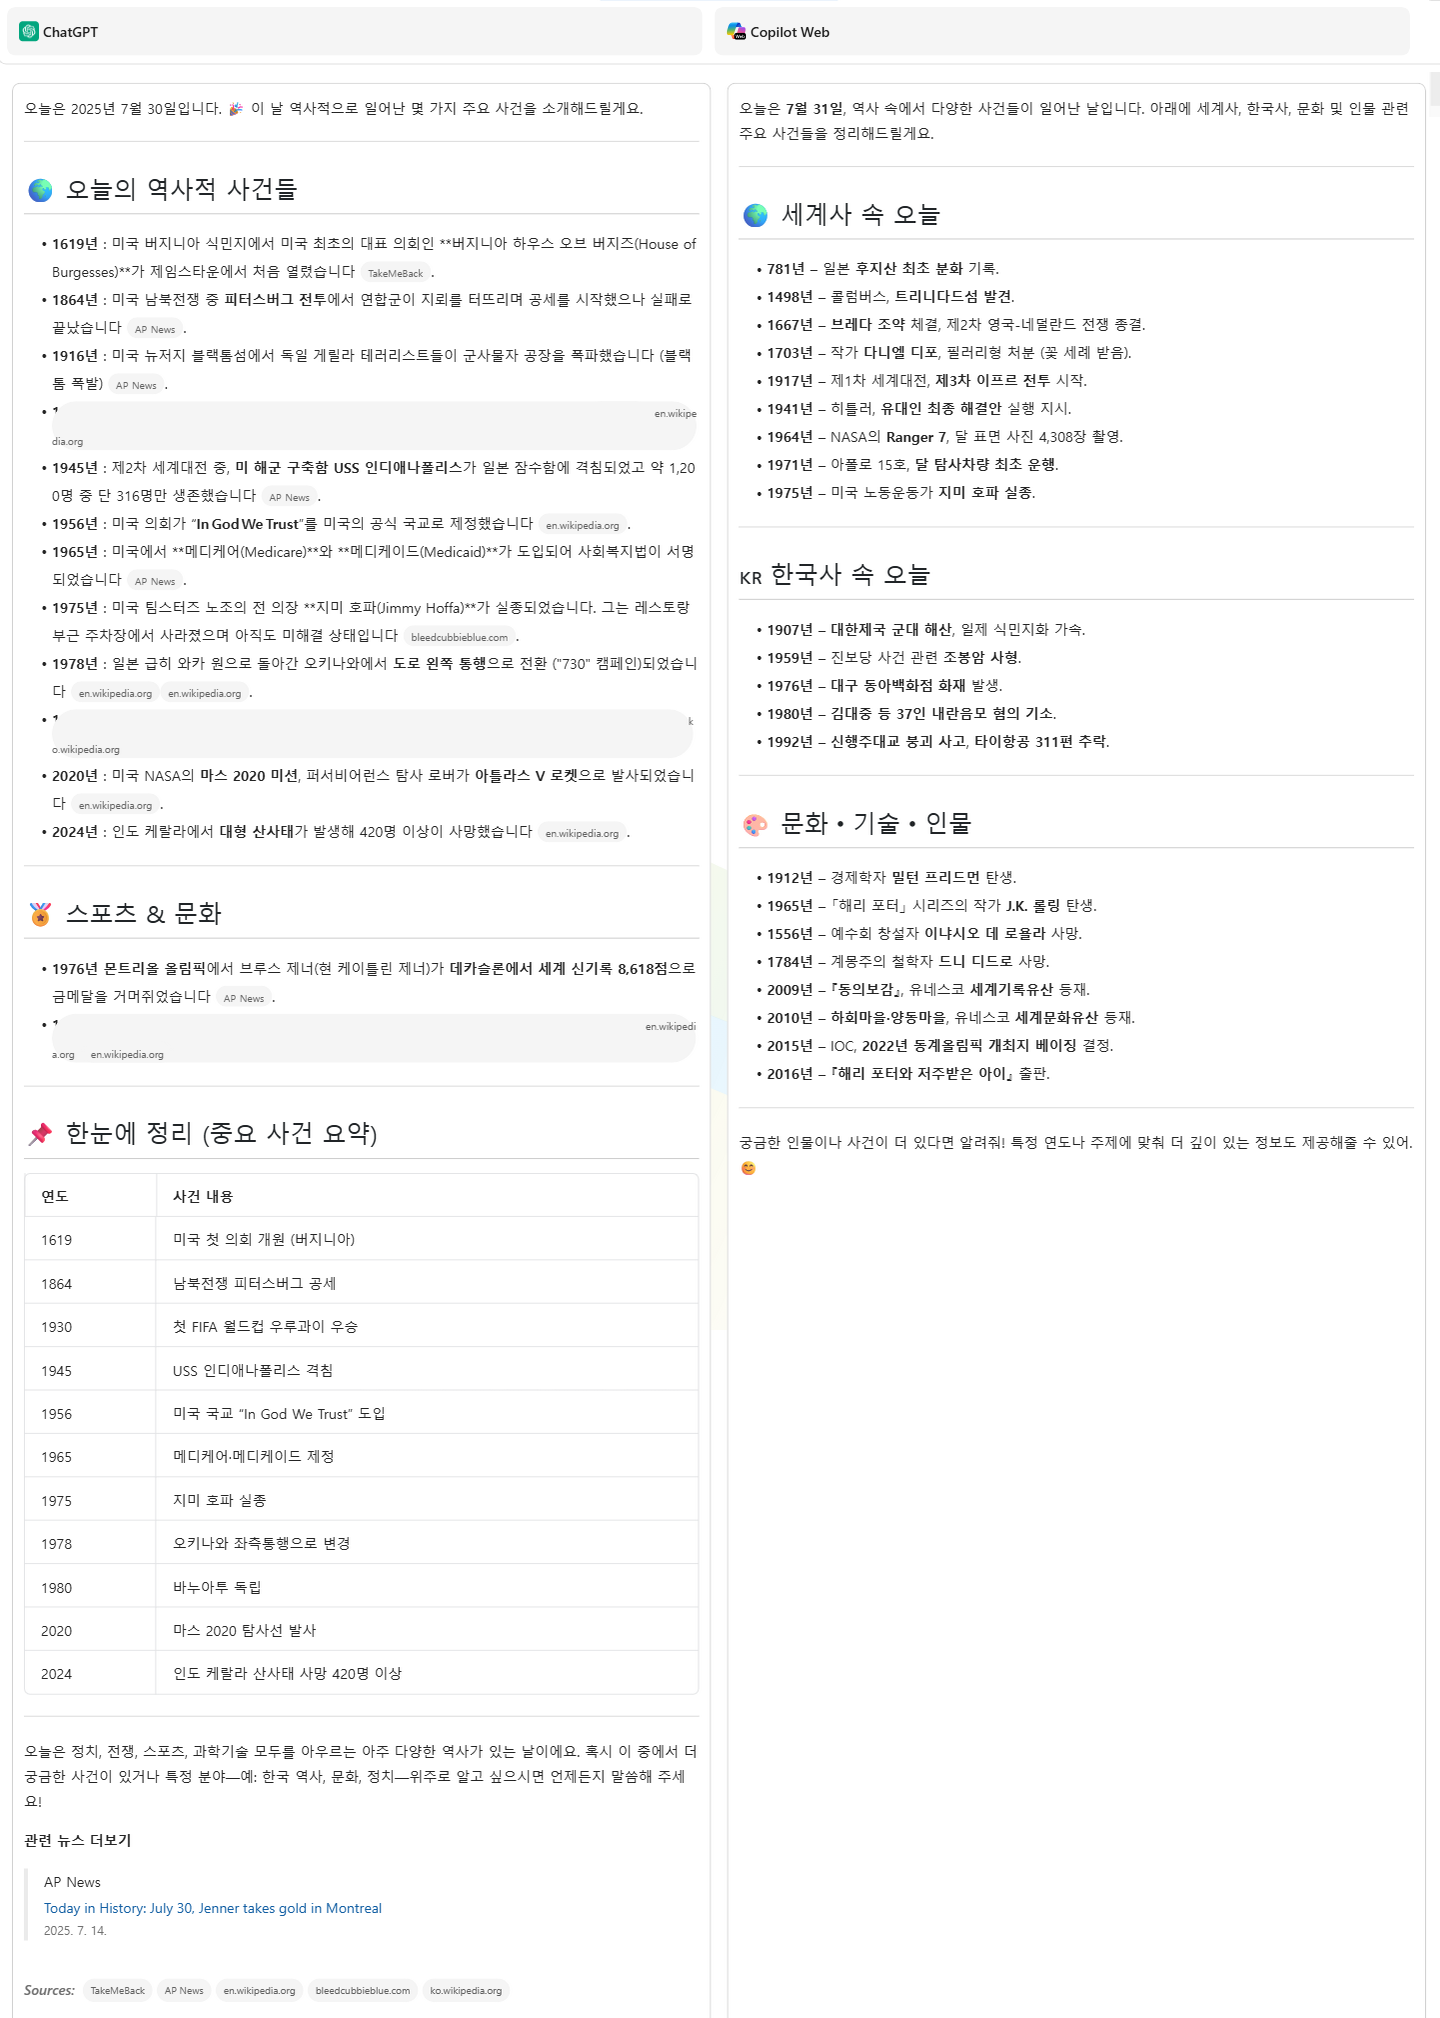 ChatGPT
오늘은 2025년 7월 30일입니다. 🎉 이 날 역사적으로 일어난 몇 가지 주요 사건을 소개해드릴게요.
🌍 오늘의 역사적 사건들
• 1619년 : 미국 버지니아 식민지에서 미국 최초의 대표 의회인 **버지니아 하우스 오브 버지즈(House of
Burgesses)**가 제임스타운에서 처음 열렸습니다 TakeMeBack .
• 1864년 : 미국 남북전쟁 중 피터스버그 전투에서 연합군이 지뢰를 터뜨리며 공세를 시작했으나 실패로
끝났습니다 AP News .
• 1916년 : 미국 뉴저지 블랙톰섬에서 독일 게릴라 테러리스트들이 군사물자 공장을 폭파했습니다 (블랙
톰 폭발) AP News .
• en.wikipe
dia.org
• 1945년 : 제2차 세계대전 중, 미 해군 구축함 USS 인디애나폴리스가 일본 잠수함에 격침되었고 약 1,20
0명 중 단 316명만 생존했습니다 AP News .
• 1956년 : 미국 의회가 “In God We Trust”를 미국의 공식 국교로 제정했습니다 en.wikipedia.org .
• 1965년 : 미국에서 **메디케어(Medicare)**와 **메디케이드(Medicaid)**가 도입되어 사회복지법이 서명
되었습니다 AP News .
• 1975년 : 미국 팀스터즈 노조의 전 의장 **지미 호파(Jimmy Hoffa)**가 실종되었습니다. 그는 레스토랑
부근 주차장에서 사라졌으며 아직도 미해결 상태입니다 bleedcubbieblue.com .
• 1978년 : 일본 급히 와카 원으로 돌아간 오키나와에서 도로 왼쪽 통행으로 전환 ("730" 캠페인)되었습니
다 en.wikipedia.org en.wikipedia.org .
• k
o.wikipedia.org
• 2020년 : 미국 NASA의 마스 2020 미션, 퍼서비어런스 탐사 로버가 아틀라스 V 로켓으로 발사되었습니
다 en.wikipedia.org .
• 2024년 : 인도 케랄라에서 대형 산사태가 발생해 420명 이상이 사망했습니다 en.wikipedia.org .
🏅 스포츠 & 문화
• 1976년 몬트리올 올림픽에서 브루스 제너(현 케이틀린 제너)가 데카슬론에서 세계 신기록 8,618점으로
금메달을 거머쥐었습니다 AP News .
• en.wikipedi
a.org en.wikipedia.org
📌 한눈에 정리 (중요 사건 요약)
연도 사건 내용
1619 미국 첫 의회 개원 (버지니아)
1864 남북전쟁 피터스버그 공세
1930 첫 FIFA 월드컵 우루과이 우승
1945 USS 인디애나폴리스 격침
1956 미국 국교 “In God We Trust” 도입
1965 메디케어·메디케이드 제정
1975 지미 호파 실종
1978 오키나와 좌측통행으로 변경
1980 바누아투 독립
2020 마스 2020 탐사선 발사
2024 인도 케랄라 산사태 사망 420명 이상
오늘은 정치, 전쟁, 스포츠, 과학기술 모두를 아우르는 아주 다양한 역사가 있는 날이에요. 혹시 이 중에서 더
궁금한 사건이 있거나 특정 분야—예: 한국 역사, 문화, 정치—위주로 알고 싶으시면 언제든지 말씀해 주세
요!
관련 뉴스 더보기
AP News
Today in History: July 30, Jenner takes gold in Montreal
2025. 7. 14.
Sources: TakeMeBack AP News en.wikipedia.org bleedcubbieblue.com ko.wikipedia.org
Copilot Web
오늘은 7월 31일, 역사 속에서 다양한 사건들이 일어난 날입니다. 아래에 세계사, 한국사, 문화 및 인물 관련
주요 사건들을 정리해드릴게요.
🌍 세계사 속 오늘
• 781년 – 일본 후지산 최초 분화 기록.
• 1498년 – 콜럼버스, 트리니다드섬 발견.
• 1667년 – 브레다 조약 체결, 제2차 영국-네덜란드 전쟁 종결.
• 1703년 – 작가 다니엘 디포, 필러리형 처분 (꽃 세례 받음).
• 1917년 – 제1차 세계대전, 제3차 이프르 전투 시작.
• 1941년 – 히틀러, 유대인 최종 해결안 실행 지시.
• 1964년 – NASA의 Ranger 7, 달 표면 사진 4,308장 촬영.
• 1971년 – 아폴로 15호, 달 탐사차량 최초 운행.
• 1975년 – 미국 노동운동가 지미 호파 실종.
KR 한국사 속 오늘
• 1907년 – 대한제국 군대 해산, 일제 식민지화 가속.
• 1959년 – 진보당 사건 관련 조봉암 사형.
• 1976년 – 대구 동아백화점 화재 발생.
• 1980년 – 김대중 등 37인 내란음모 혐의 기소.
• 1992년 – 신행주대교 붕괴 사고, 타이항공 311편 추락.
🎨 문화 • 기술 • 인물
• 1912년 – 경제학자 밀턴 프리드먼 탄생.
• 1965년 – 「해리 포터」 시리즈의 작가 J.K. 롤링 탄생.
• 1556년 – 예수회 창설자 이냐시오 데 로욜라 사망.
• 1784년 – 계몽주의 철학자 드니 디드로 사망.
• 2009년 – 『동의보감』, 유네스코 세계기록유산 등재.
• 2010년 – 하회마을·양동마을, 유네스코 세계문화유산 등재.
• 2015년 – IOC, 2022년 동계올림픽 개최지 베이징 결정.
• 2016년 – 『해리 포터와 저주받은 아이』 출판.
궁금한 인물이나 사건이 더 있다면 알려줘! 특정 연도나 주제에 맞춰 더 깊이 있는 정보도 제공해줄 수 있어.
😊